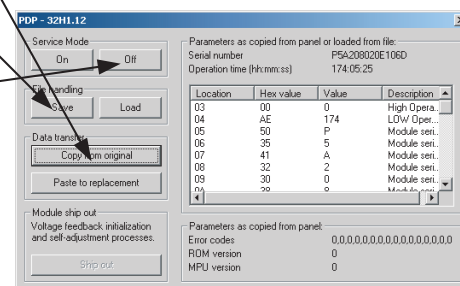 PDP - 32H1.12
Service Mode
On Off
File handling
Save Load
Data transfer
Copy from original
Paste to replacement
Module ship out
Voltage feedback initialization
and self-adjustment processes.
Ship out
Parameters as copied from panel or loaded from file:
Serial number P5A208020E106D
Operation time (hh:mm:ss) 174:05:25
Location Hex value Value Description
03 00 0 High Opera...
04 AE 174 LOW Oper...
05 50 P Module seri...
06 35 5 Module seri...
07 41 A Module seri...
08 32 2 Module seri...
09 30 0 Module seri...
0A 38 8 Module seri...
Parameters as copied from panel:
Error codes 0,0,0,0,0,0,0,0,0,0,0,0,0,0,0,0
ROM version 0
MPU version 0